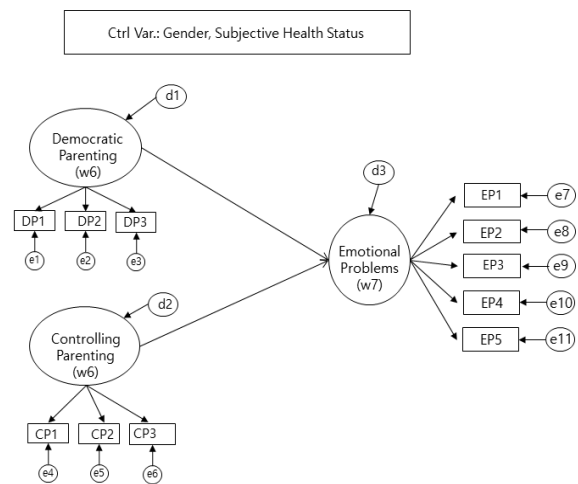 Ctrl Var.: Gender, Subjective Health Status
d1
Democratic
Parenting
(w6)
DP1
DP2
DP3
e1
e2
e3
d2
Controlling
Parenting
(w6)
CP1
CP2
CP3
e4
e5
e6
d3
Emotional
Problems
(w7)
EP1
e7
EP2
e8
EP3
e9
EP4
e10
EP5
e11